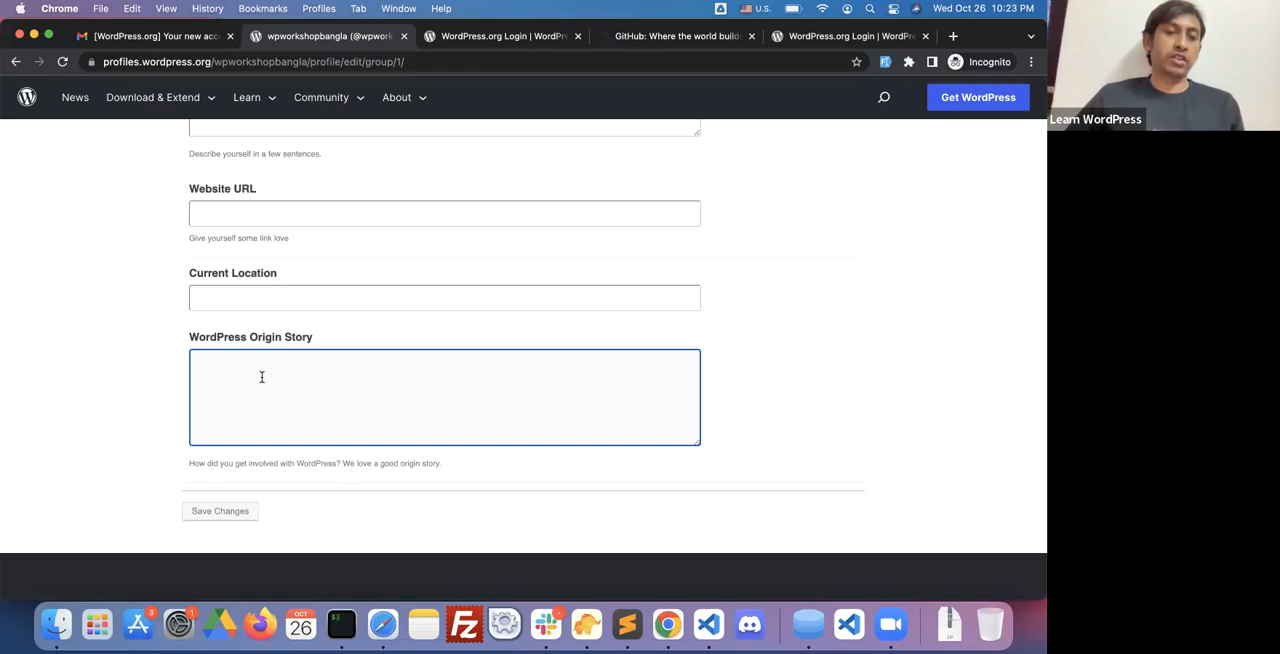 Chrome File Edit View History Bookmarks Profiles Tab Window Help U.S. Wed Oct 26 10:23 PM
[WordPress.org] Your new acc wpworkshopbangla (@wpwork WordPress.org Login | WordPre GitHub: Where the world build WordPress.org Login | WordPre
profiles.wordpress.org/wpworkshopbangla/profile/edit/group/1/ Incognito
News Download & Extend Learn Community About Get WordPress
Learn WordPress
Describe yourself in a few sentences.
Website URL
Give yourself some link love
Current Location
WordPress Origin Story
How did you get involved with WordPress? We love a good origin story.
Save Changes
3
1
OCT
26
Fz
ZIP